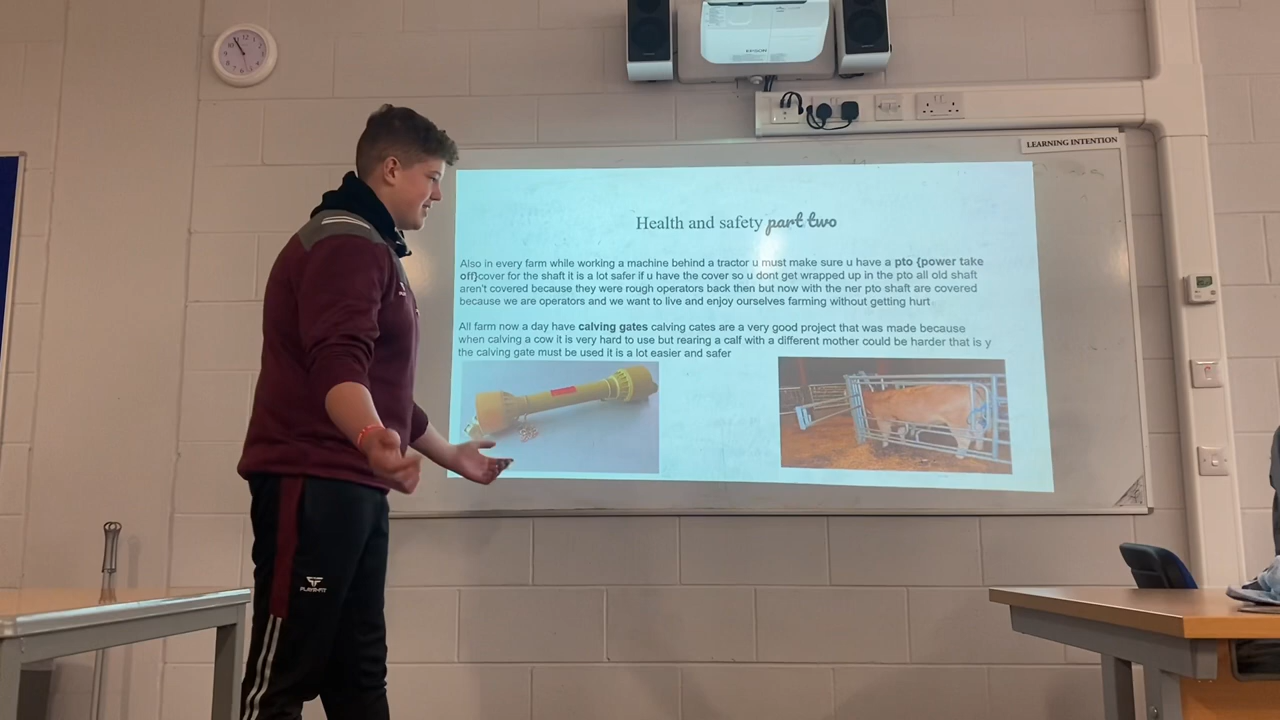 EPSON
LEARNING INTENTION
Health and safety part two
Also in every farm while working a machine behind a tractor u must make sure u have a pto {power take
off}cover for the shaft it is a lot safer if u have the cover so u dont get wrapped up in the pto all old shaft
aren't covered because they were rough operators back then but now with the ner pto shaft are covered
because we are operators and we want to live and enjoy ourselves farming without getting hurt
All farm now a day have calving gates calving cates are a very good project that was made because
when calving a cow it is very hard to use but rearing a calf with a different mother could be harder that is y
the calving gate must be used it is a lot easier and safer
PLAYR-FIT